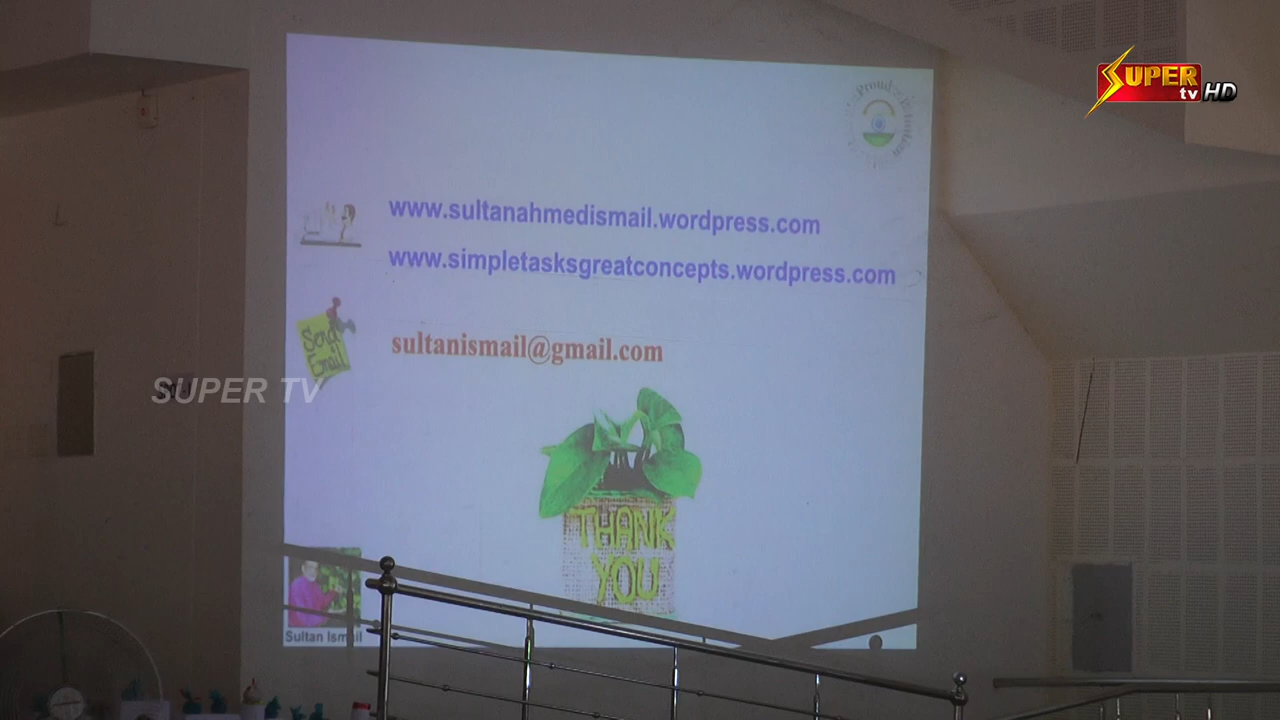 SUPER
tv HD
Proud
www.sultanahmedismail.wordpress.com
www.simpletasksgreatconcepts.wordpress.com
Send
Email
sultanismail@gmail.com
SUPER TV
THANK
YOU
Sultan Ismail